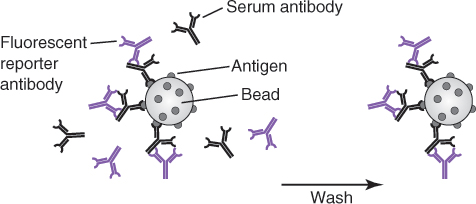 Serum antibody
Fluorescent
reporter
antibody
Antigen
Bead
Wash